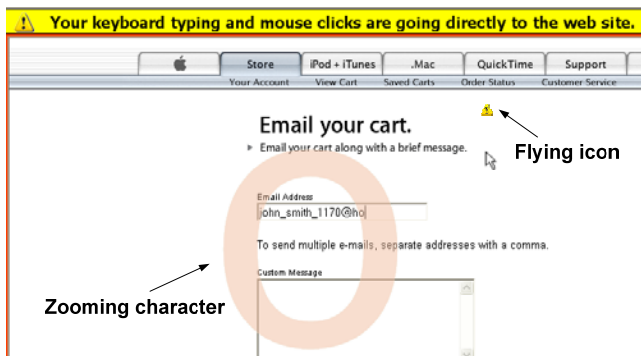 Your keyboard typing and mouse clicks are going directly to the web site.
Store iPod + iTunes .Mac QuickTime Support
Your Account View Cart Saved Carts Order Status Customer Service
Email your cart.
Email your cart along with a brief message.
Flying icon
Email Address
john_smith_1170@ho
To send multiple e-mails, separate addresses with a comma.
Custom Message
Zooming character
o